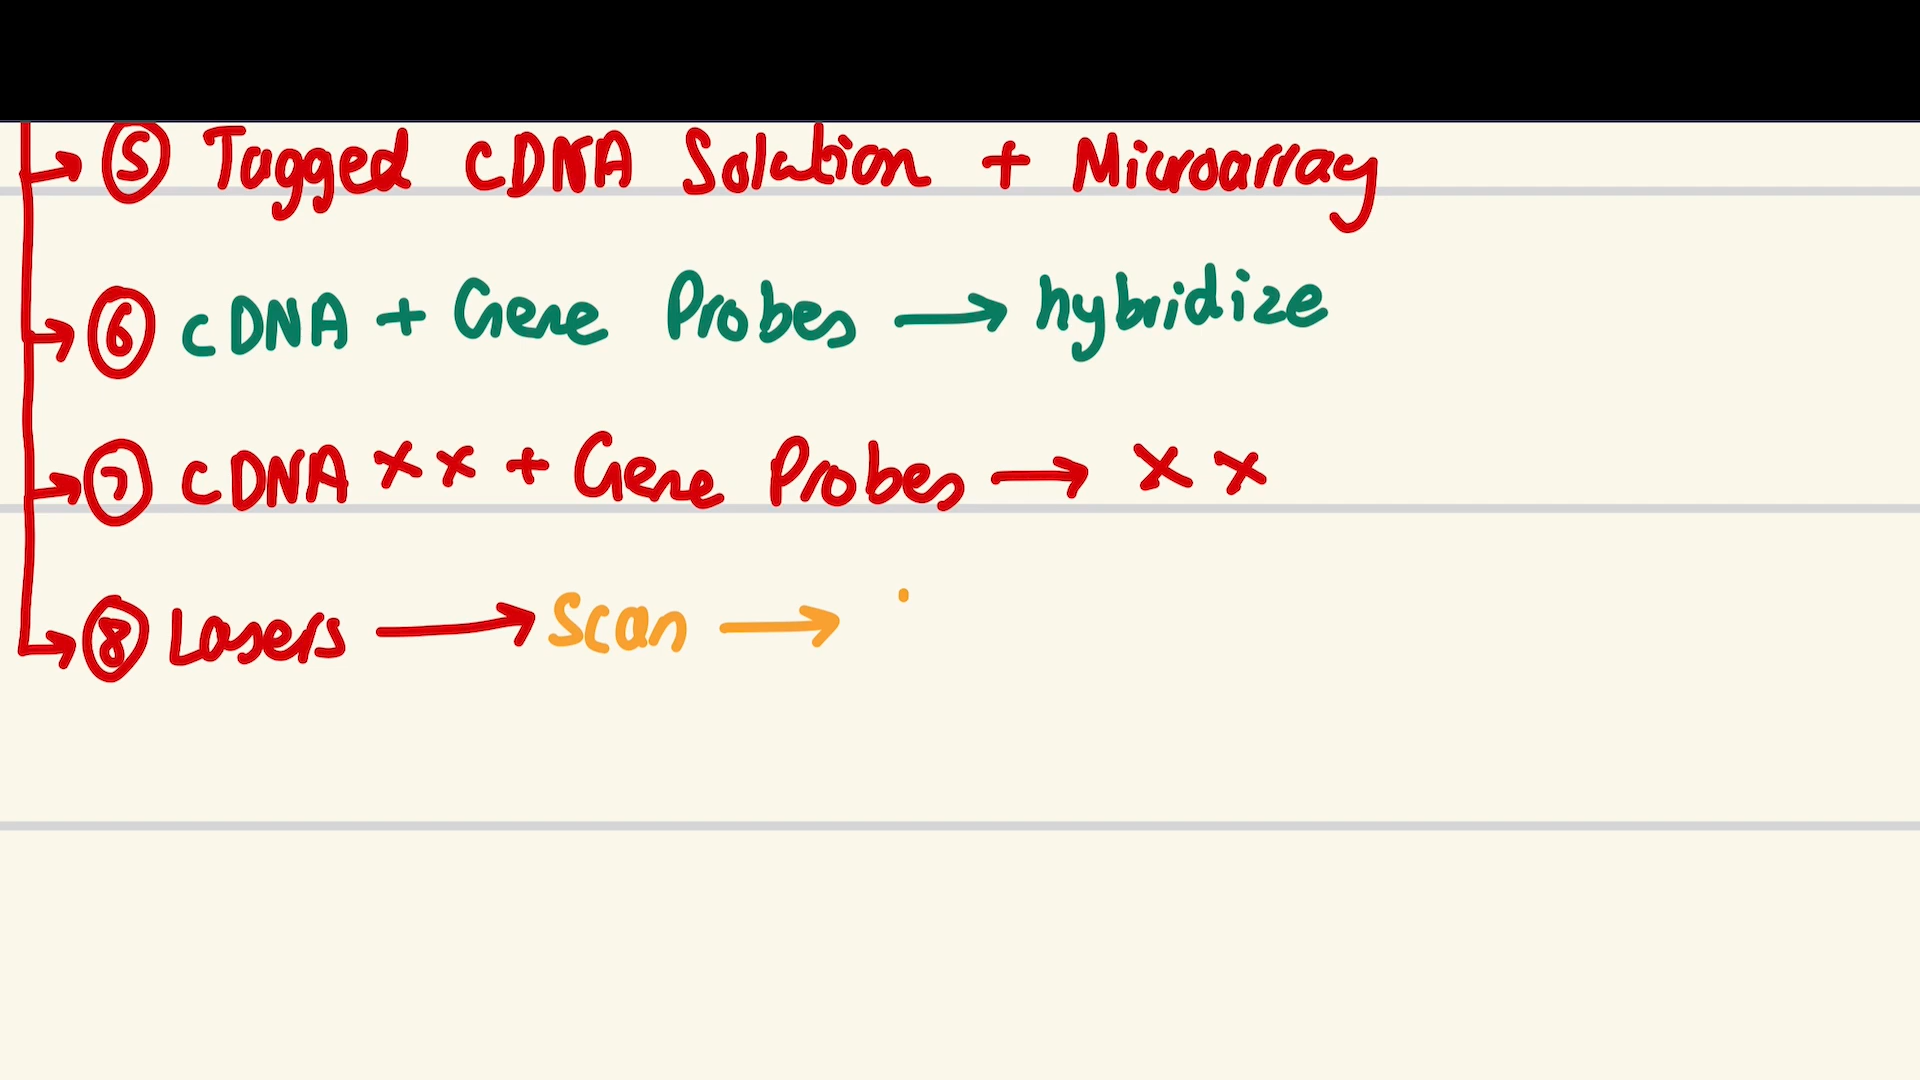 → ⑤ Tagged cDNA Solution + Microarray
→ ⑥ cDNA + Gene Probes → hybridize
→ ⑦ cDNA x x + Gene Probes → x x
→ ⑧ Lasers → Scan →